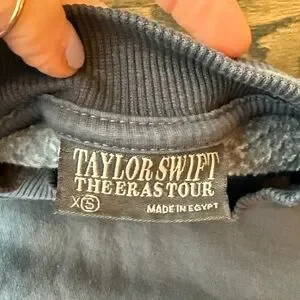 TAYLOR SWIFT
THE ERAS TOUR
XS MADE IN EGYPT